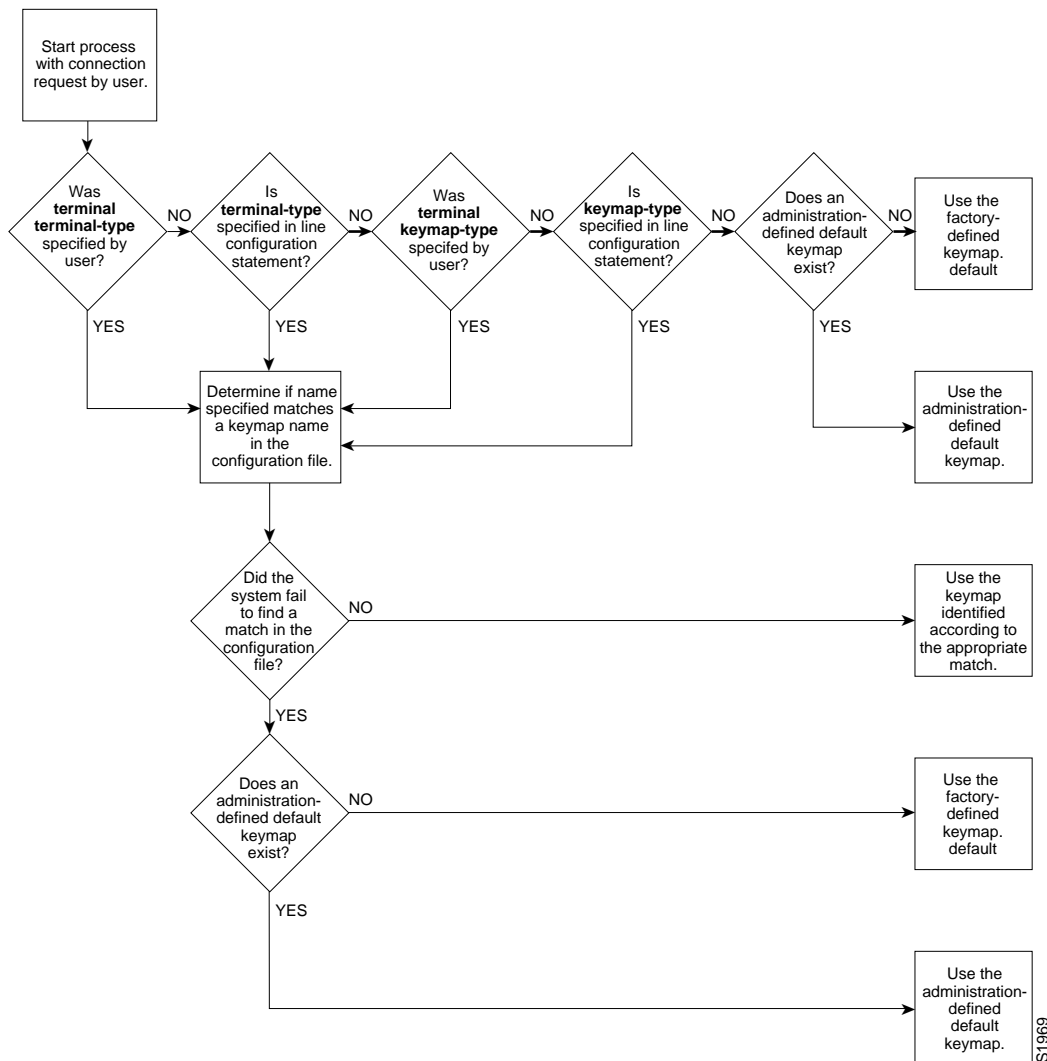 Start process
with connection
request by user.
Was
terminal
terminal-type
specified by
user?
NO
YES
Is
terminal-type
specified in line
configuration
statement?
NO
YES
Was
terminal
keymap-type
specifed by
user?
NO
YES
Is
keymap-type
specified in line
configuration
statement?
NO
YES
Does an
administration-
defined default
keymap
exist?
NO
YES
Use the
factory-
defined
keymap.
default
Determine if name
specified matches
a keymap name
in the
configuration file.
Use the
administration-
defined
default
keymap.
Did the
system fail
to find a
match in the
configuration
file?
NO
YES
Use the
keymap
identified
according to
the appropriate
match.
Does an
administration-
defined default
keymap
exist?
NO
YES
Use the
factory-
defined
keymap.
default
Use the
administration-
defined
default
keymap.
S1969